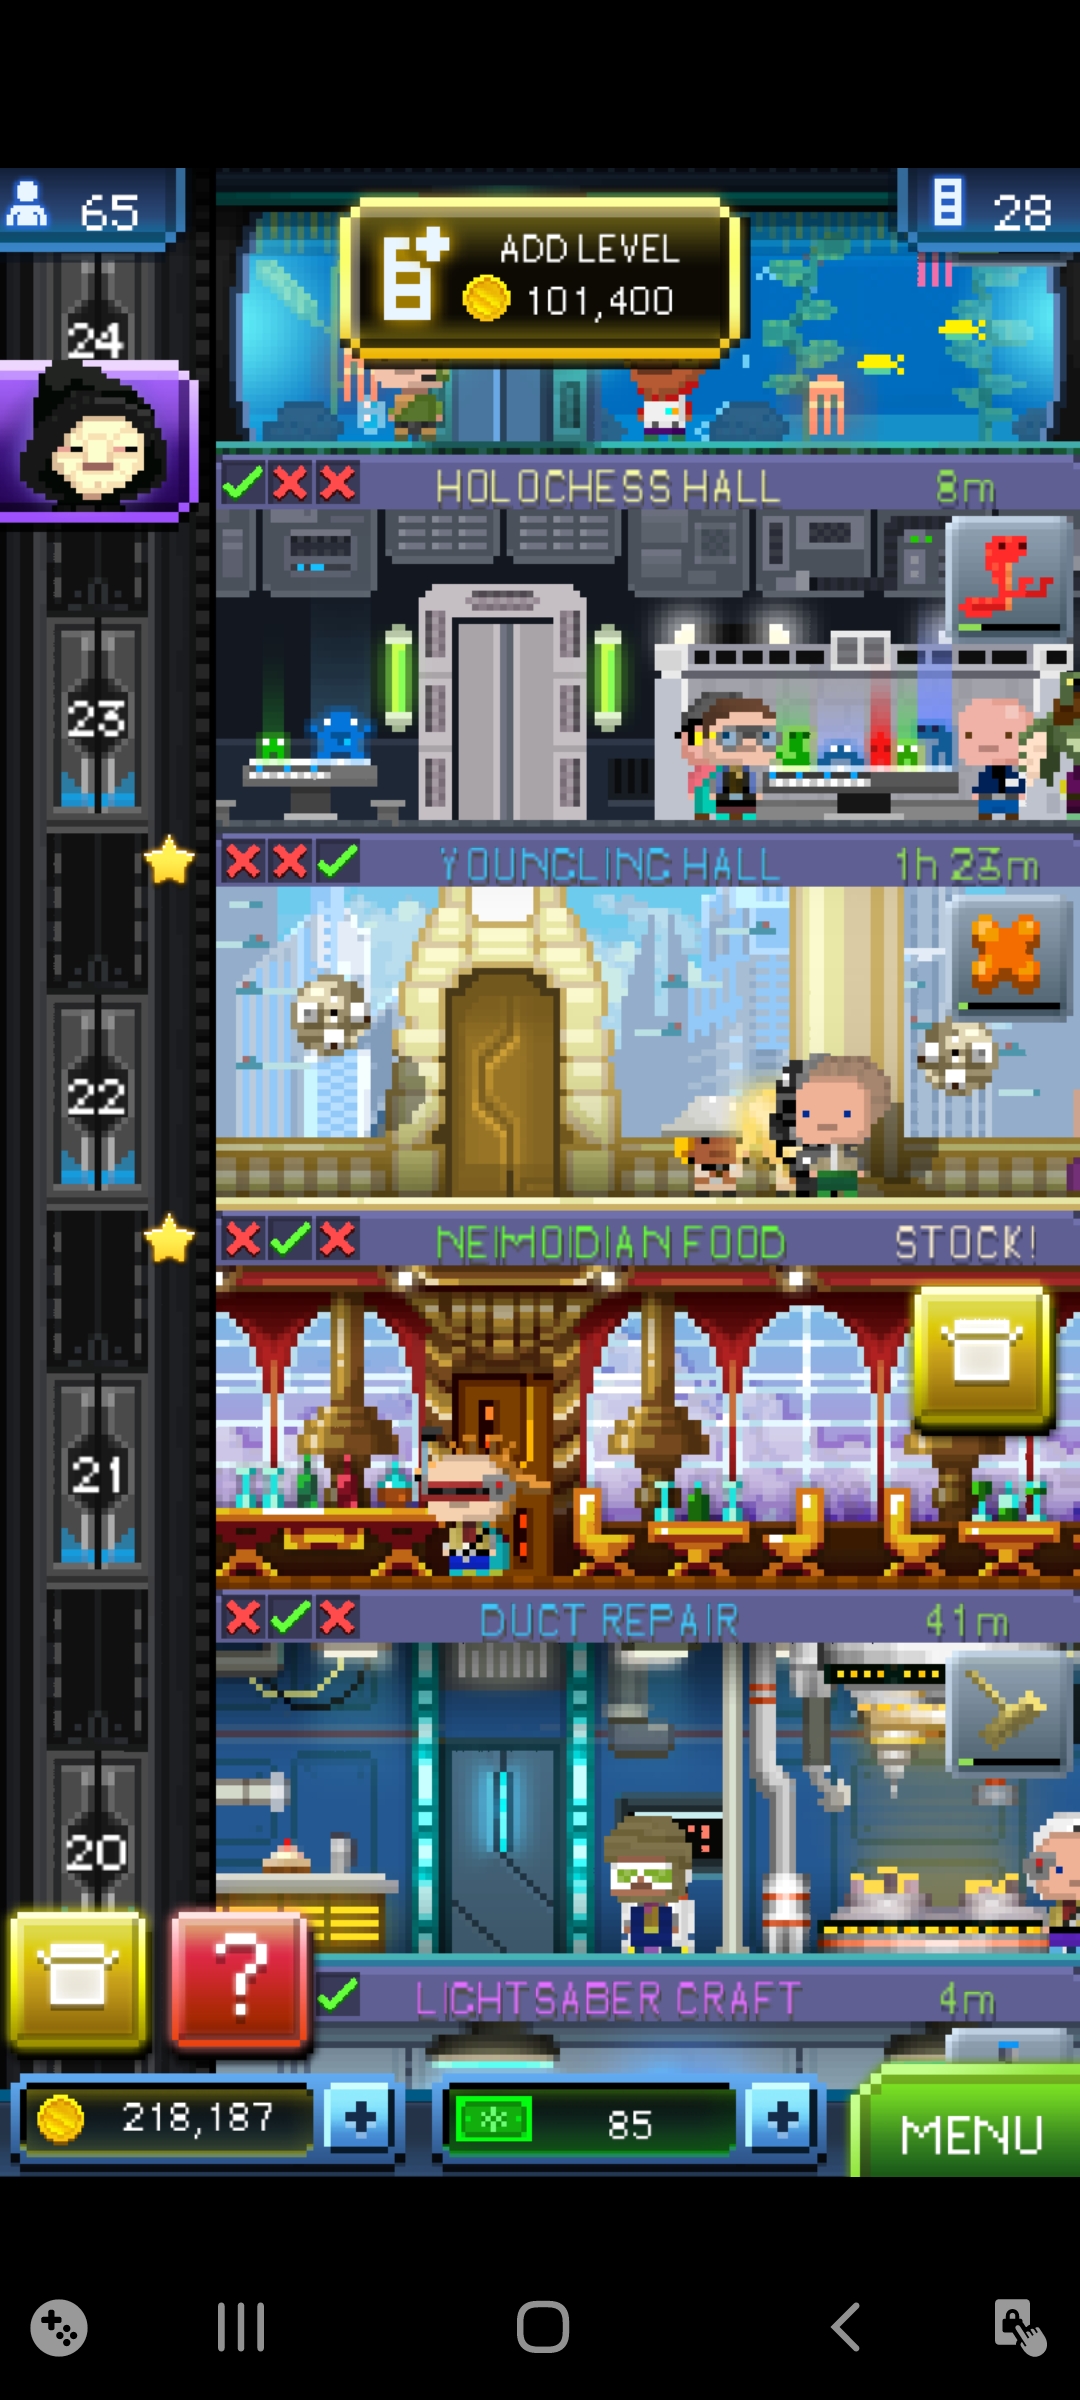 65
28
ADD LEVEL
101,400
24
HOLOCHESS HALL 8m
23
YOUNGLING HALL 1h 23m
22
NEIMOIDIAN FOOD STOCK!
21
DUCT REPAIR 41m
20
?
LIGHTSABER CRAFT 4m
218,187 +
85 +
MENU